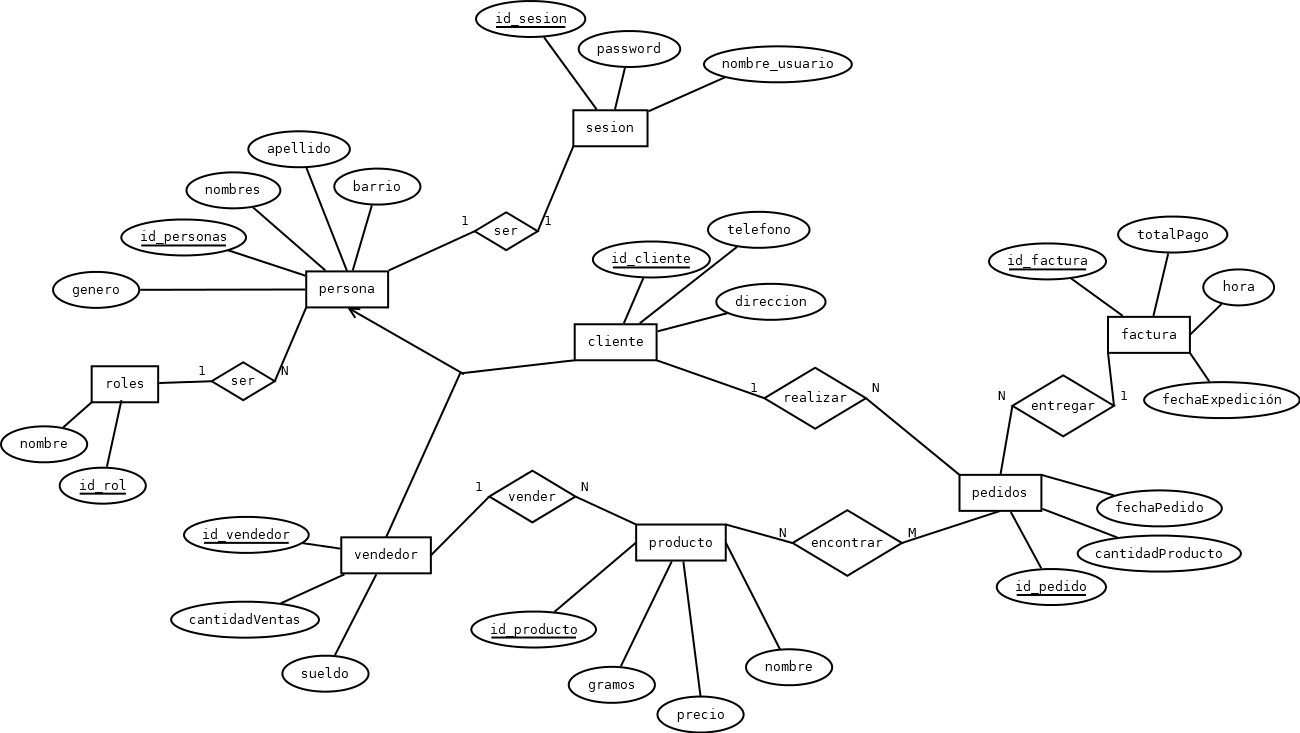 id_sesion
password
nombre_usuario
sesion
apellido
nombres
barrio
id_personas
genero
persona
1
ser
1
roles
1
ser
N
nombre
id_rol
id_cliente
telefono
direccion
cliente
1
realizar
N
id_factura
totalPago
hora
factura
fechaExpedición
N
entregar
1
pedidos
fechaPedido
cantidadProducto
id_pedido
id_vendedor
vendedor
cantidadVentas
sueldo
1
vender
N
producto
N
encontrar
M
id_producto
gramos
precio
nombre